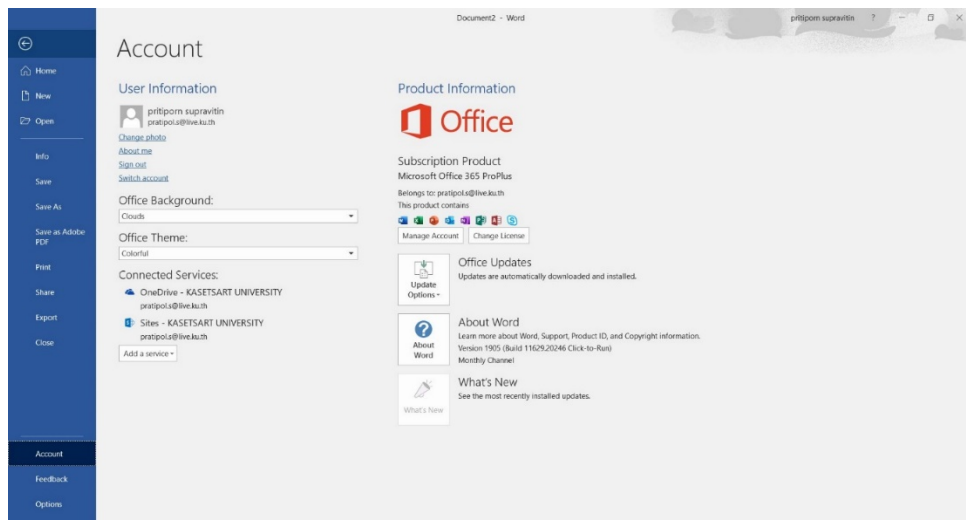 Document2 - Word
pritiporn supravitin
?
Home
New
Open
Info
Save
Save As
Save as Adobe
PDF
Print
Share
Export
Close
Account
Feedback
Options
Account
User Information
pritiporn supravitin
pratipol.s@live.ku.th
Change photo
About me
Sign out
Switch account
Office Background:
Clouds
Office Theme:
Colorful
Connected Services:
OneDrive - KASETSART UNIVERSITY
pratipol.s@live.ku.th
Sites - KASETSART UNIVERSITY
pratipol.s@live.ku.th
Add a service
Product Information
Office
Subscription Product
Microsoft Office 365 ProPlus
Belongs to: pratipol.s@live.ku.th
This product contains
Manage Account
Change License
Update
Options
Office Updates
Updates are automatically downloaded and installed.
About
Word
About Word
Learn more about Word, Support, Product ID, and Copyright information.
Version 1905 (Build 11629.20246 Click-to-Run)
Monthly Channel
What's New
What's New
See the most recently installed updates.